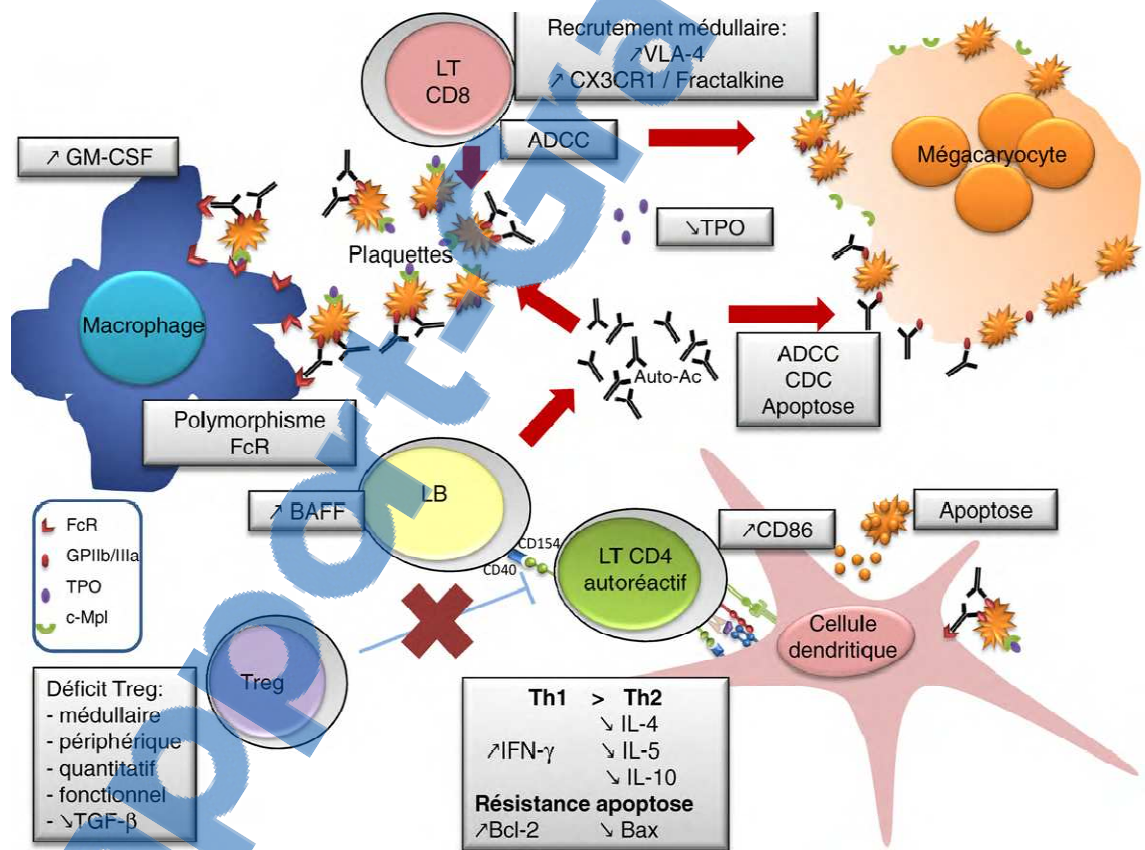 Recrutement médullaire:
↗VLA-4
↗ CX3CR1 / Fractalkine
LT
CD8
ADCC
↗ GM-CSF
Mégacaryocyte
↘TPO
Plaquettes
Macrophage
Auto-Ac
ADCC
CDC
Apoptose
Polymorphisme
FcR
LB
↗ BAFF
CD154
CD40
LT CD4
autoréactif
↗CD86
Apoptose
FcR
GPIIb/IIIa
TPO
c-Mpl
Cellule
dendritique
Treg
Déficit Treg:
- médullaire
- périphérique
- quantitatif
- fonctionnel
- ↘TGF-β
Th1 > Th2
↘ IL-4
↗IFN-γ ↘ IL-5
↘ IL-10
Résistance apoptose
↗Bcl-2 ↘ Bax